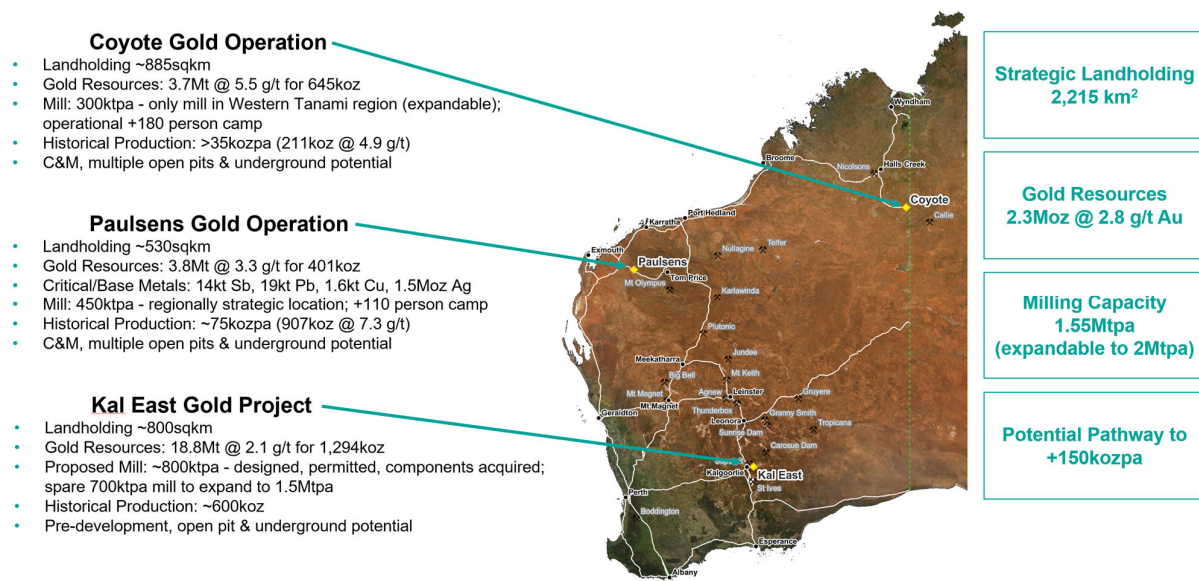 Coyote Gold Operation
• Landholding ~885sqkm
• Gold Resources: 3.7Mt @ 5.5 g/t for 645koz
• Mill: 300ktpa - only mill in Western Tanami region (expandable);
operational +180 person camp
• Historical Production: >35kozpa (211koz @ 4.9 g/t)
• C&M, multiple open pits & underground potential
Paulsens Gold Operation
• Landholding ~530sqkm
• Gold Resources: 3.8Mt @ 3.3 g/t for 401koz
• Critical/Base Metals: 14kt Sb, 19kt Pb, 1.6kt Cu, 1.5Moz Ag
• Mill: 450ktpa - regionally strategic location; +110 person camp
• Historical Production: ~75kozpa (907koz @ 7.3 g/t)
• C&M, multiple open pits & underground potential
Kal East Gold Project
• Landholding ~800sqkm
• Gold Resources: 18.8Mt @ 2.1 g/t for 1,294koz
• Proposed Mill: ~800ktpa - designed, permitted, components acquired;
spare 700ktpa mill to expand to 1.5Mtpa
• Historical Production: ~600koz
• Pre-development, open pit & underground potential
Wyndham
Broome
Nicolsons
Halls Creek
Coyote
Callie
Port Hedland
Karratha
Exmouth
Nullagine
Telfer
Paulsens
Tom Price
Mt Olympus
Karlawinda
Plutonic
Meekatharra
Jundee
Big Bell
Mt Keith
Mt Magnet
Agnew
Leinster
Gruyere
Mt Magnet
Geraldton
Thunderbox
Granny Smith
Leonora
Sunrise Dam
Tropicana
Carosue Dam
Kalgoorlie
Kal East
St Ives
Perth
Boddington
Esperance
Albany
Strategic Landholding
2,215 km²
Gold Resources
2.3Moz @ 2.8 g/t Au
Milling Capacity
1.55Mtpa
(expandable to 2Mtpa)
Potential Pathway to
+150kozpa